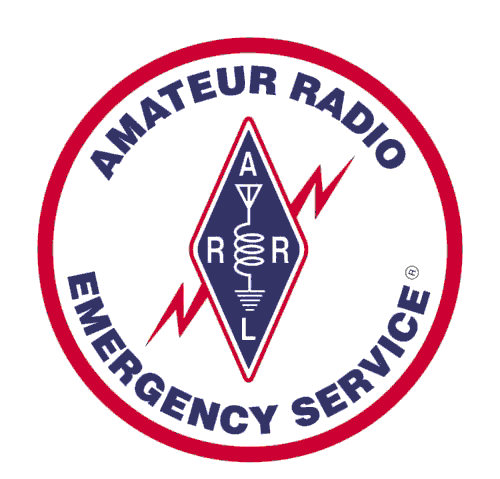 AMATEUR RADIO
A
R R
L
EMERGENCY SERVICE®